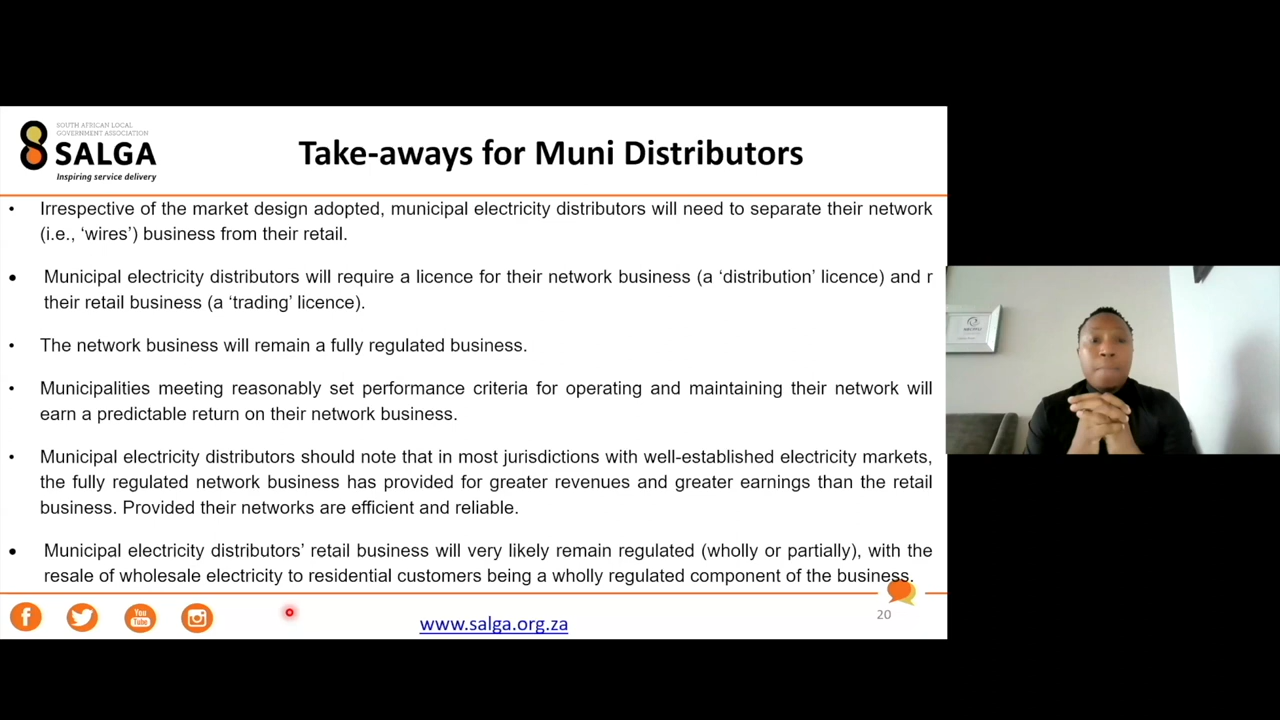 SOUTH AFRICAN LOCAL
GOVERNMENT ASSOCIATION
SALGA
Inspiring service delivery
Take-aways for Muni Distributors
• Irrespective of the market design adopted, municipal electricity distributors will need to separate their network
(i.e., ‘wires’) business from their retail.
• Municipal electricity distributors will require a licence for their network business (a ‘distribution’ licence) and r
their retail business (a ‘trading’ licence).
• The network business will remain a fully regulated business.
• Municipalities meeting reasonably set performance criteria for operating and maintaining their network will
earn a predictable return on their network business.
• Municipal electricity distributors should note that in most jurisdictions with well-established electricity markets,
the fully regulated network business has provided for greater revenues and greater earnings than the retail
business. Provided their networks are efficient and reliable.
• Municipal electricity distributors’ retail business will very likely remain regulated (wholly or partially), with the
resale of wholesale electricity to residential customers being a wholly regulated component of the business.
You
Tube
www.salga.org.za
20